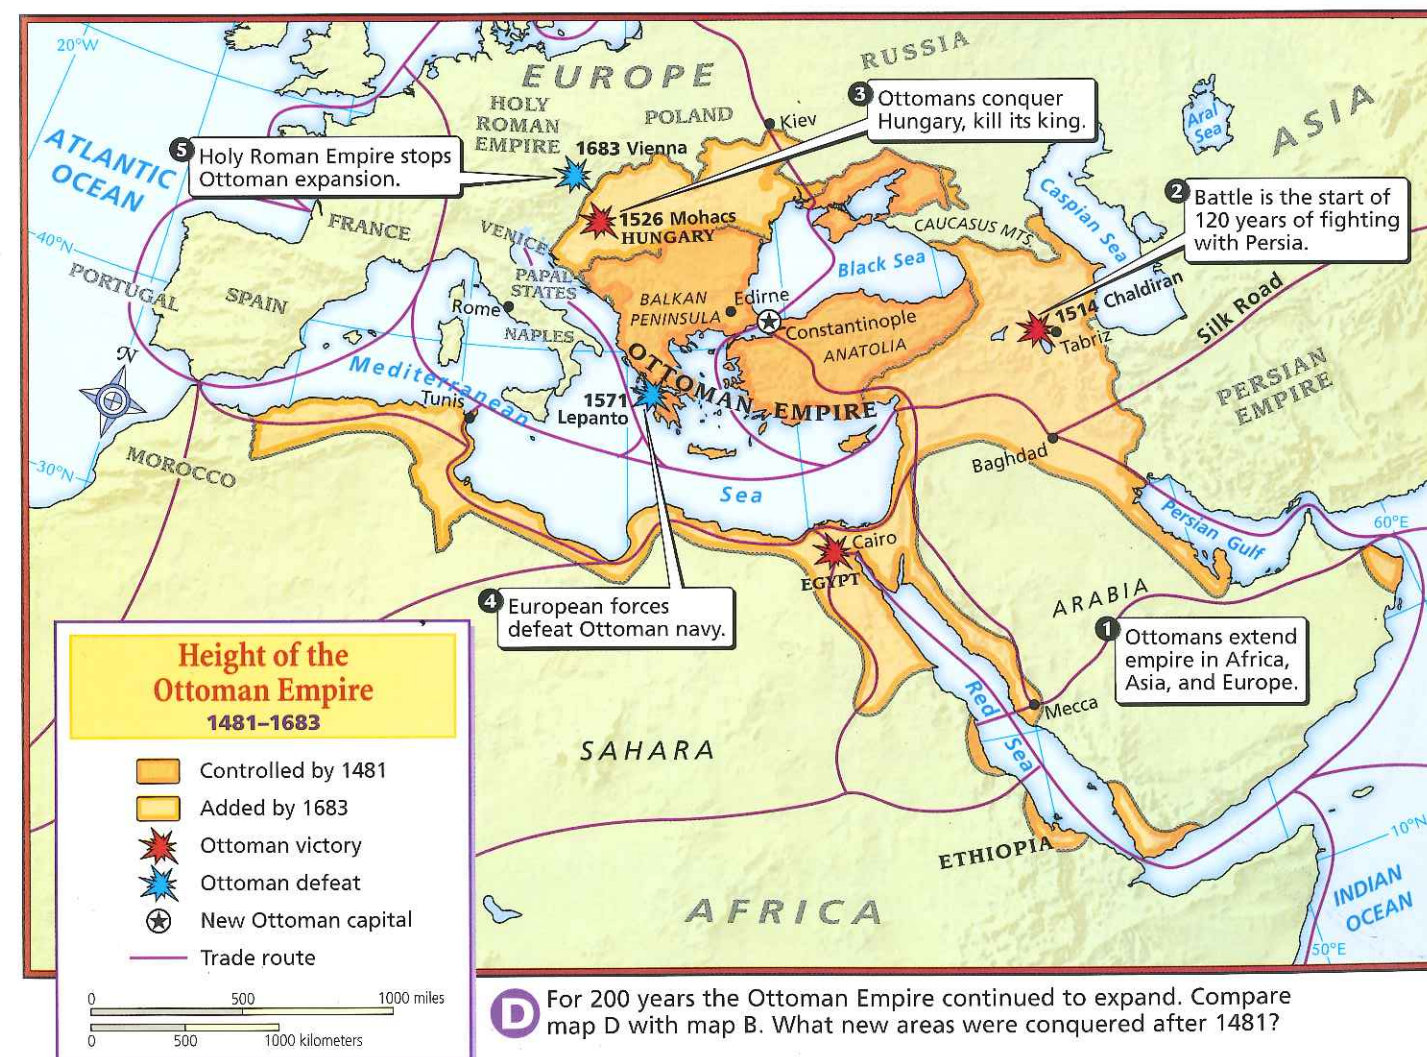 20°W
EUROPE
RUSSIA
ASIA
HOLY
ROMAN
EMPIRE
POLAND
Kiev
Aral
Sea
3 Ottomans conquer
Hungary, kill its king.
ATLANTIC
OCEAN
5 Holy Roman Empire stops
Ottoman expansion.
1683 Vienna
2 Battle is the start of
120 years of fighting
with Persia.
Caspian Sea
FRANCE
1526 Mohacs
HUNGARY
VENICE
CAUCASUS MTS.
40°N
PORTUGAL
SPAIN
PAPAL
STATES
Rome
NAPLES
BALKAN
PENINSULA
Edirne
Black Sea
Constantinople
ANATOLIA
1514 Chaldiran
Tabriz
Silk Road
N
PERSIAN
EMPIRE
Mediterranean
Sea
Tunis
1571
Lepanto
OTTOMAN EMPIRE
Baghdad
30°N
MOROCCO
Persian Gulf
60°E
Cairo
EGYPT
4 European forces
defeat Ottoman navy.
ARABIA
1 Ottomans extend
empire in Africa,
Asia, and Europe.
Mecca
Red
Sea
SAHARA
ETHIOPIA
AFRICA
10°N
INDIAN
OCEAN
50°E
Height of the
Ottoman Empire
1481–1683
Controlled by 1481
Added by 1683
Ottoman victory
Ottoman defeat
New Ottoman capital
Trade route
0 500 1000 miles
0 500 1000 kilometers
D For 200 years the Ottoman Empire continued to expand. Compare
map D with map B. What new areas were conquered after 1481?